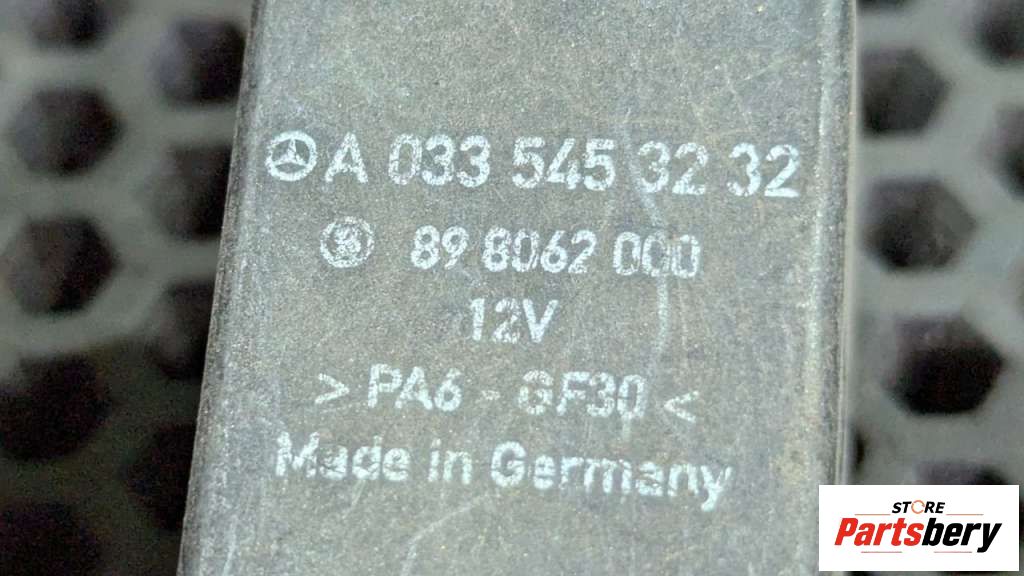 A 033 545 32 32
89 8062 000
12V
> PA6 - GF30 <
Made in Germany
STORE
Partsbery